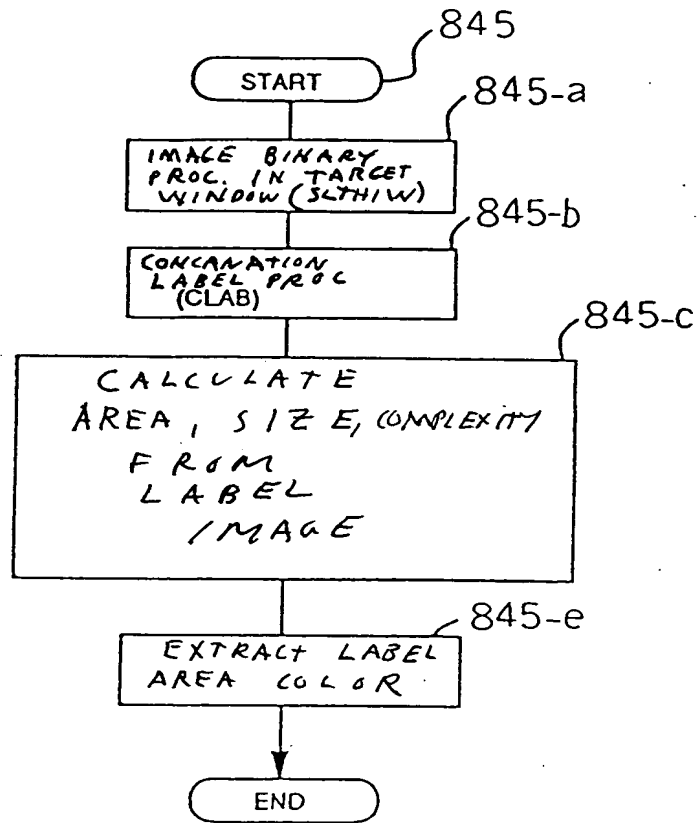 845
START
845-a
IMAGE BINARY
PROC. IN TARGET
WINDOW (SLTHIW)
845-b
CONCANATION
LABEL PROC
(CLAB)
845-c
CALCULATE
AREA, SIZE, COMPLEXITY
FROM
LABEL
IMAGE
845-e
EXTRACT LABEL
AREA COLOR
END